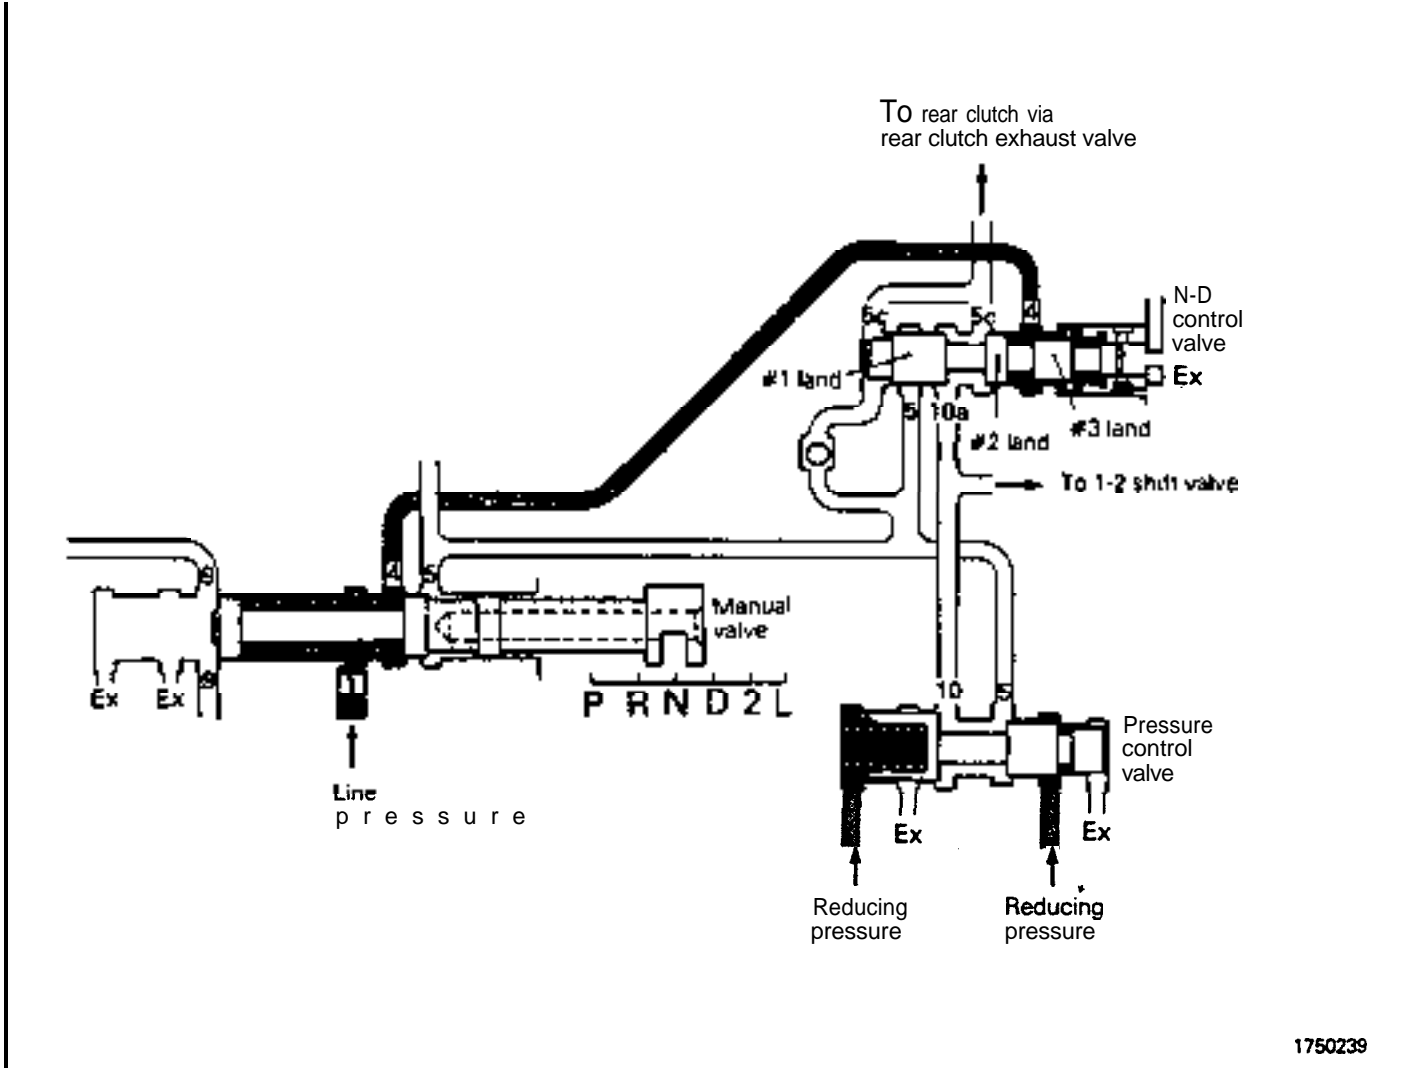 To rear clutch via
rear clutch exhaust valve
N-D
control
valve
Ex
5c
5c
4
#1 land
5
10a
#2 land
#3 land
To 1-2 shift valve
6
4
5
Manual
valve
Ex
Ex
9
1
P R N D 2 L
Line
pressure
10
5
Pressure
control
valve
Ex
Ex
Reducing
pressure
Reducing
pressure
1750239